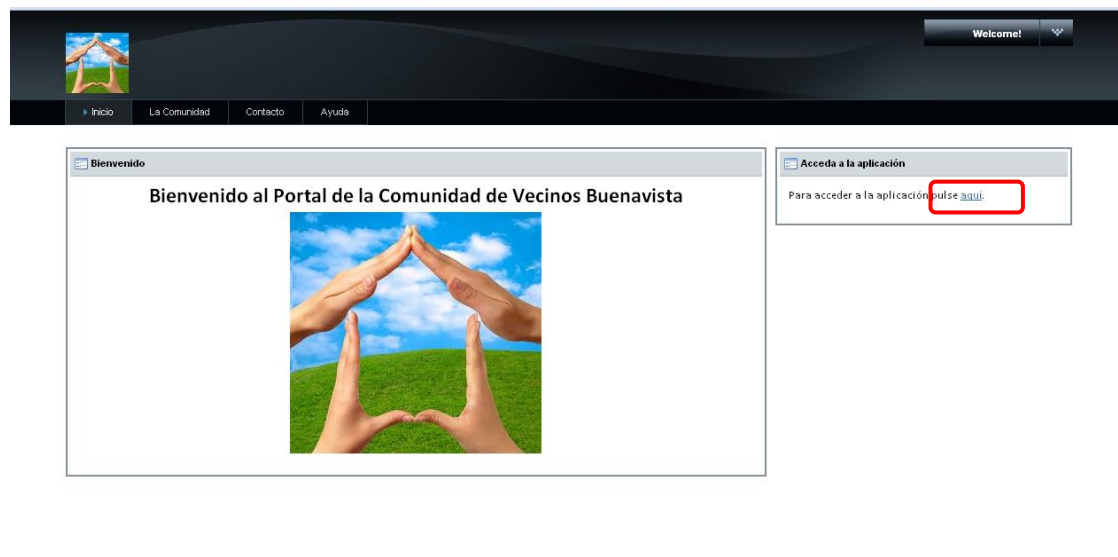 Welcome!
Inicio La Comunidad Contacto Ayuda
Bienvenido
Bienvenido al Portal de la Comunidad de Vecinos Buenavista
Acceda a la aplicación
Para acceder a la aplicación pulse aqui.